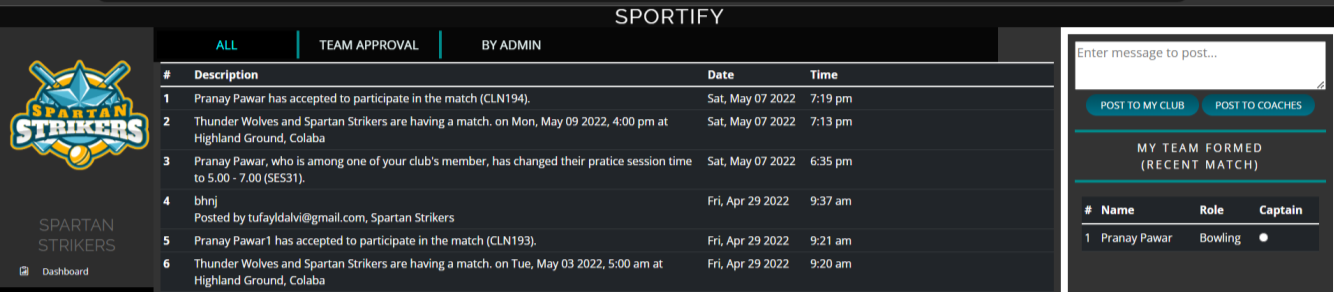 SPORTIFY
SPARTAN
STRIKERS
SPARTAN
STRIKERS
Dashboard
ALL TEAM APPROVAL BY ADMIN
# Description Date Time
1 Pranay Pawar has accepted to participate in the match (CLN194). Sat, May 07 2022 7:19 pm
2 Thunder Wolves and Spartan Strikers are having a match. on Mon, May 09 2022, 4:00 pm at Sat, May 07 2022 7:13 pm
Highland Ground, Colaba
3 Pranay Pawar, who is among one of your club's member, has changed their pratice session time Sat, May 07 2022 6:35 pm
to 5.00 - 7.00 (SES31).
4 bhnj Fri, Apr 29 2022 9:37 am
Posted by tufayldalvi@gmail.com, Spartan Strikers
5 Pranay Pawar1 has accepted to participate in the match (CLN193). Fri, Apr 29 2022 9:21 am
6 Thunder Wolves and Spartan Strikers are having a match. on Tue, May 03 2022, 5:00 am at Fri, Apr 29 2022 9:20 am
Highland Ground, Colaba
Enter message to post...
POST TO MY CLUB POST TO COACHES
MY TEAM FORMED
(RECENT MATCH)
# Name Role Captain
1 Pranay Pawar Bowling